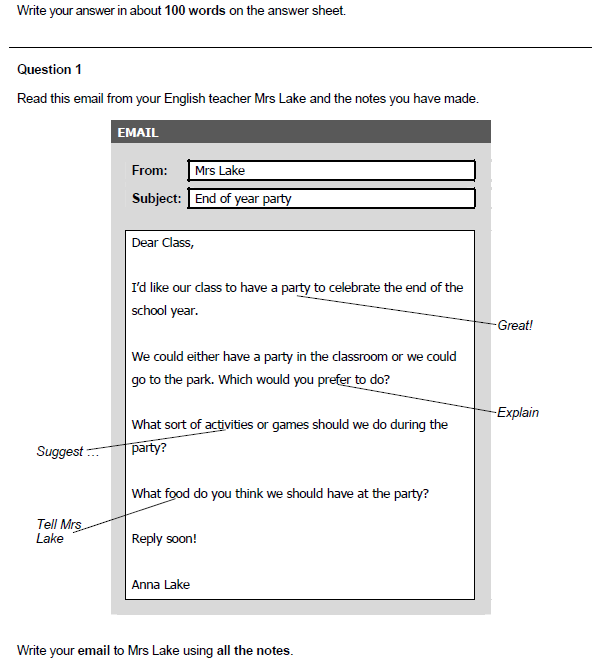 Write your answer in about 100 words on the answer sheet.
Question 1
Read this email from your English teacher Mrs Lake and the notes you have made.
EMAIL
From: Mrs Lake
Subject: End of year party
Dear Class,
I'd like our class to have a party to celebrate the end of the
school year.
Great!
We could either have a party in the classroom or we could
go to the park. Which would you prefer to do?
Explain
What sort of activities or games should we do during the
party?
Suggest ...
What food do you think we should have at the party?
Tell Mrs
Lake
Reply soon!
Anna Lake
Write your email to Mrs Lake using all the notes.